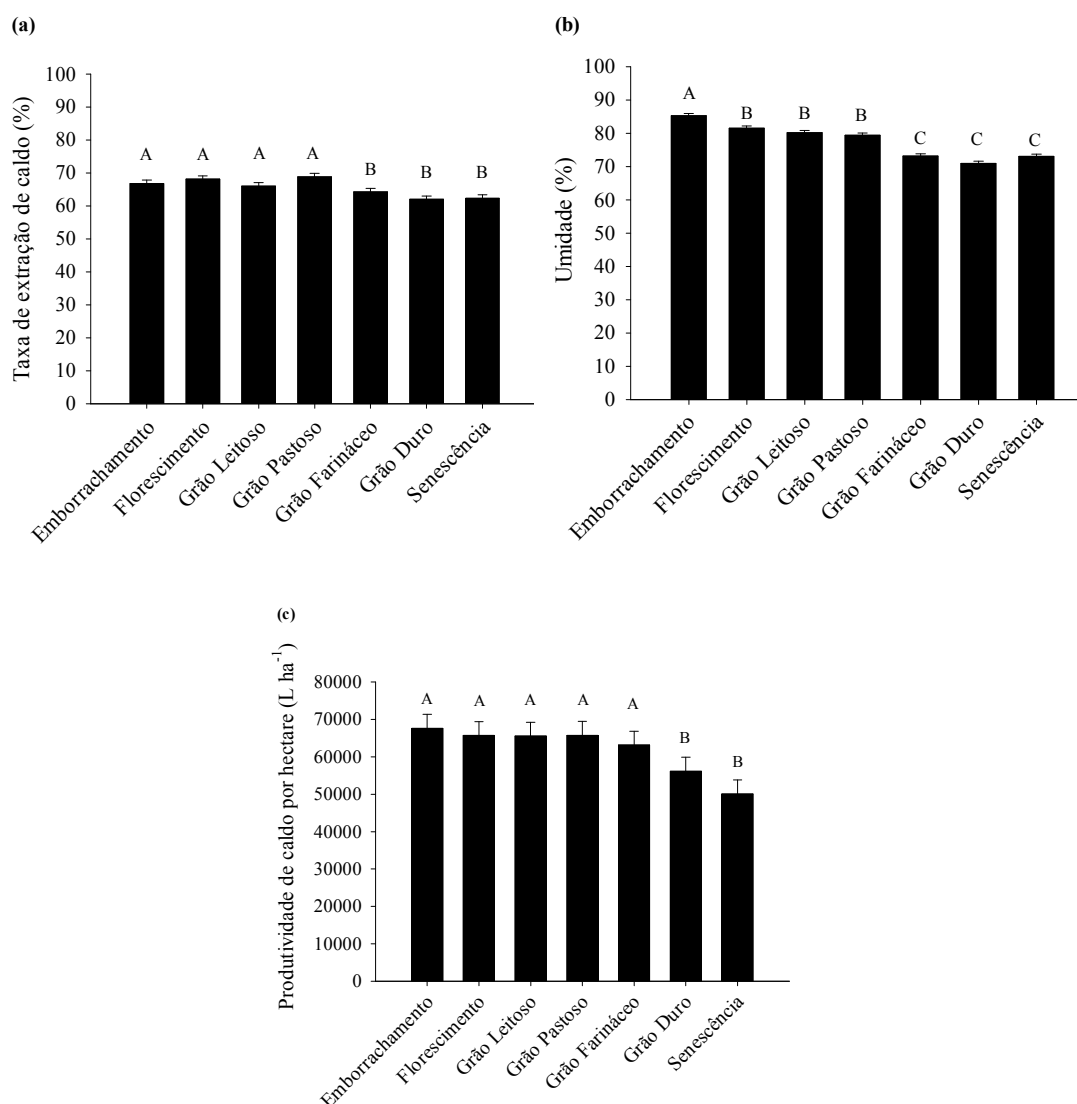 (a)
Taxa de extração de caldo (%)
100
90
80
70
60
50
40
30
20
10
0
A
A
A
A
B
B
B
Emborrachamento
Florescimento
Grão Leitoso
Grão Pastoso
Grão Farináceo
Grão Duro
Senescência
(b)
Umidade (%)
100
90
80
70
60
50
40
30
20
10
0
A
B
B
B
C
C
C
Emborrachamento
Florescimento
Grão Leitoso
Grão Pastoso
Grão Farináceo
Grão Duro
Senescência
(c)
Produtividade de caldo por hectare (L ha⁻¹)
80000
70000
60000
50000
40000
30000
20000
10000
0
A
A
A
A
A
B
B
Emborrachamento
Florescimento
Grão Leitoso
Grão Pastoso
Grão Farináceo
Grão Duro
Senescência